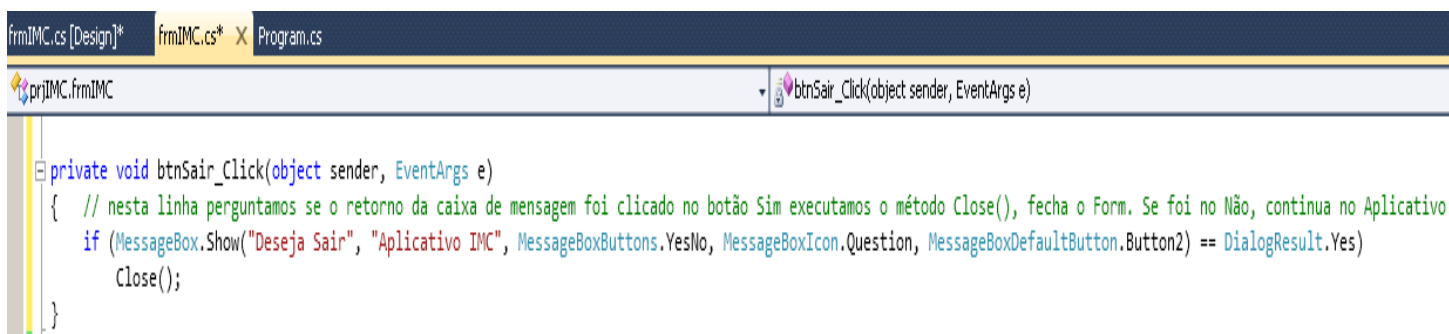 frmIMC.cs [Design]* frmIMC.cs* X Program.cs
prjIMC.frmIMC btnSair_Click(object sender, EventArgs e)
private void btnSair_Click(object sender, EventArgs e)
{ // nesta linha perguntamos se o retorno da caixa de mensagem foi clicado no botão Sim executamos o método Close(), fecha o Form. Se foi no Não, continua no Aplicativo
if (MessageBox.Show("Deseja Sair", "Aplicativo IMC", MessageBoxButtons.YesNo, MessageBoxIcon.Question, MessageBoxDefaultButton.Button2) == DialogResult.Yes)
Close();
}